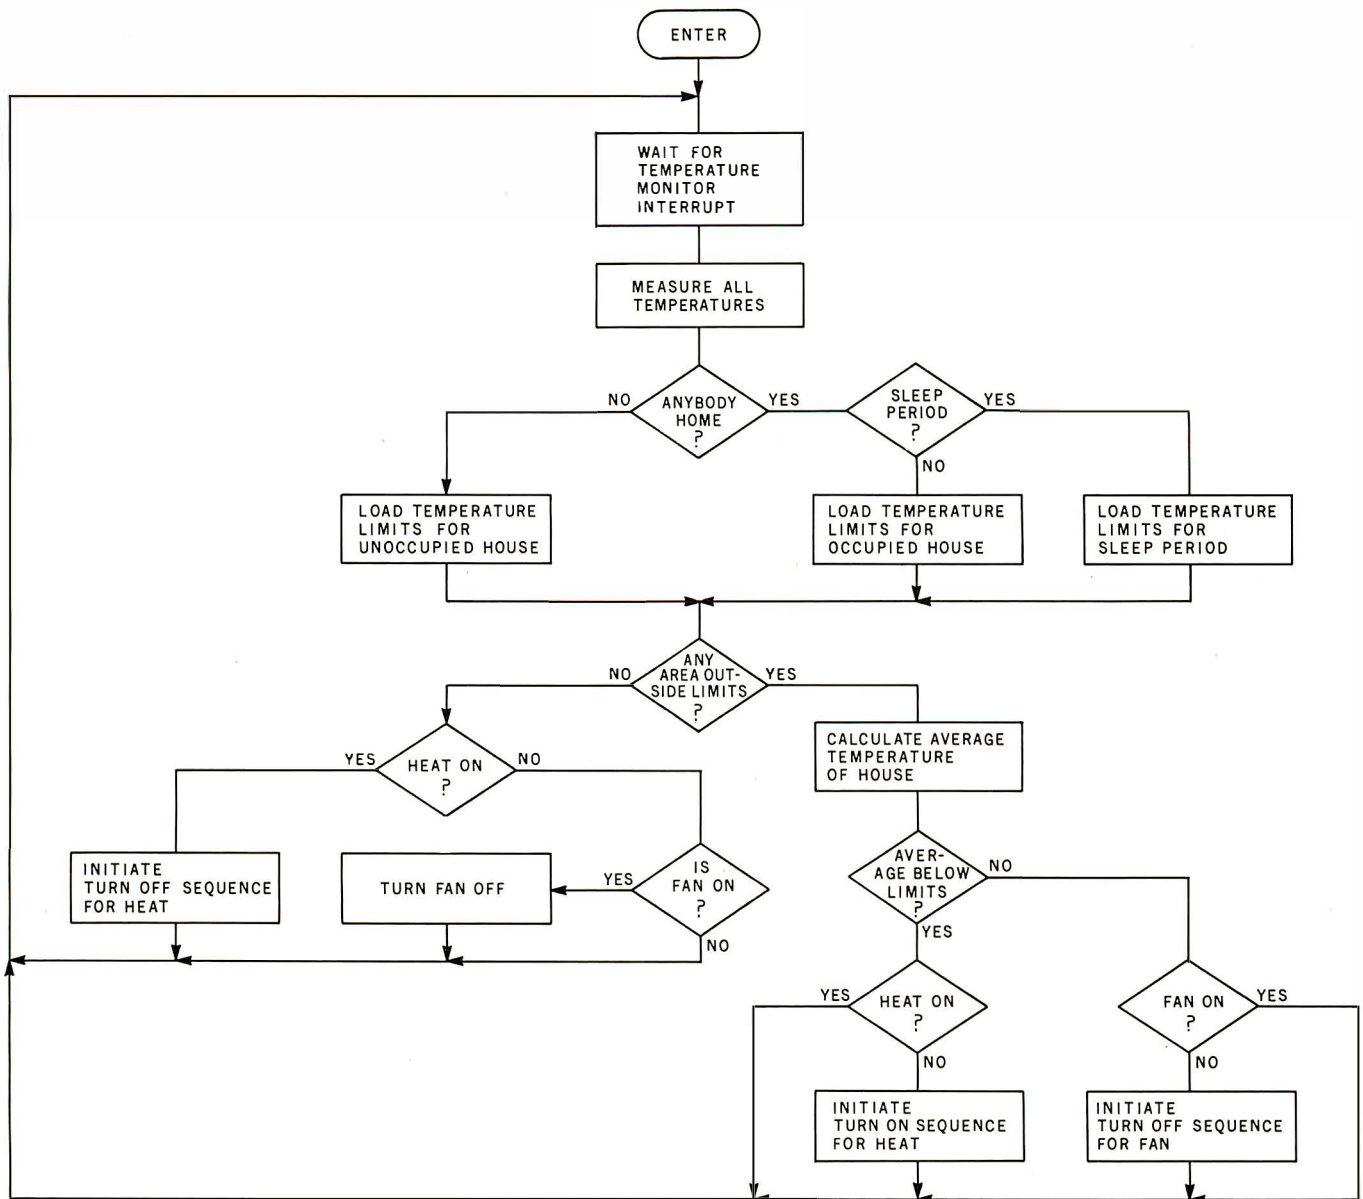 ENTER
WAIT FOR
TEMPERATURE
MONITOR
INTERRUPT
MEASURE ALL
TEMPERATURES
NO
ANYBODY
HOME
?
YES
SLEEP
PERIOD
?
YES
NO
LOAD TEMPERATURE
LIMITS FOR
UNOCCUPIED HOUSE
LOAD TEMPERATURE
LIMITS FOR
OCCUPIED HOUSE
LOAD TEMPERATURE
LIMITS FOR
SLEEP PERIOD
NO
ANY
AREA OUT-
SIDE LIMITS
?
YES
YES
HEAT ON
?
NO
CALCULATE AVERAGE
TEMPERATURE
OF HOUSE
INITIATE
TURN OFF SEQUENCE
FOR HEAT
TURN FAN OFF
YES
IS
FAN ON
?
NO
AVER-
AGE BELOW
LIMITS
?
NO
YES
YES
HEAT ON
?
NO
FAN ON
?
YES
NO
INITIATE
TURN ON SEQUENCE
FOR HEAT
INITIATE
TURN OFF SEQUENCE
FOR FAN